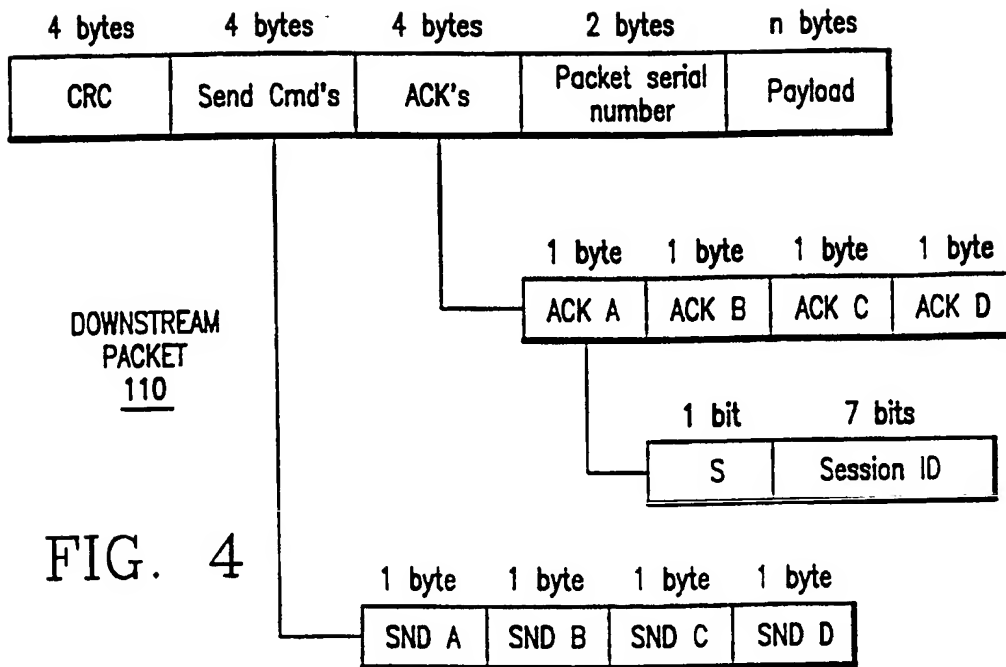 4 bytes 4 bytes 4 bytes 2 bytes n bytes
CRC Send Cmd's ACK's Packet serial number Payload
1 byte 1 byte 1 byte 1 byte
ACK A ACK B ACK C ACK D
DOWNSTREAM
PACKET
110
1 bit 7 bits
S Session ID
FIG. 4
1 byte 1 byte 1 byte 1 byte
SND A SND B SND C SND D